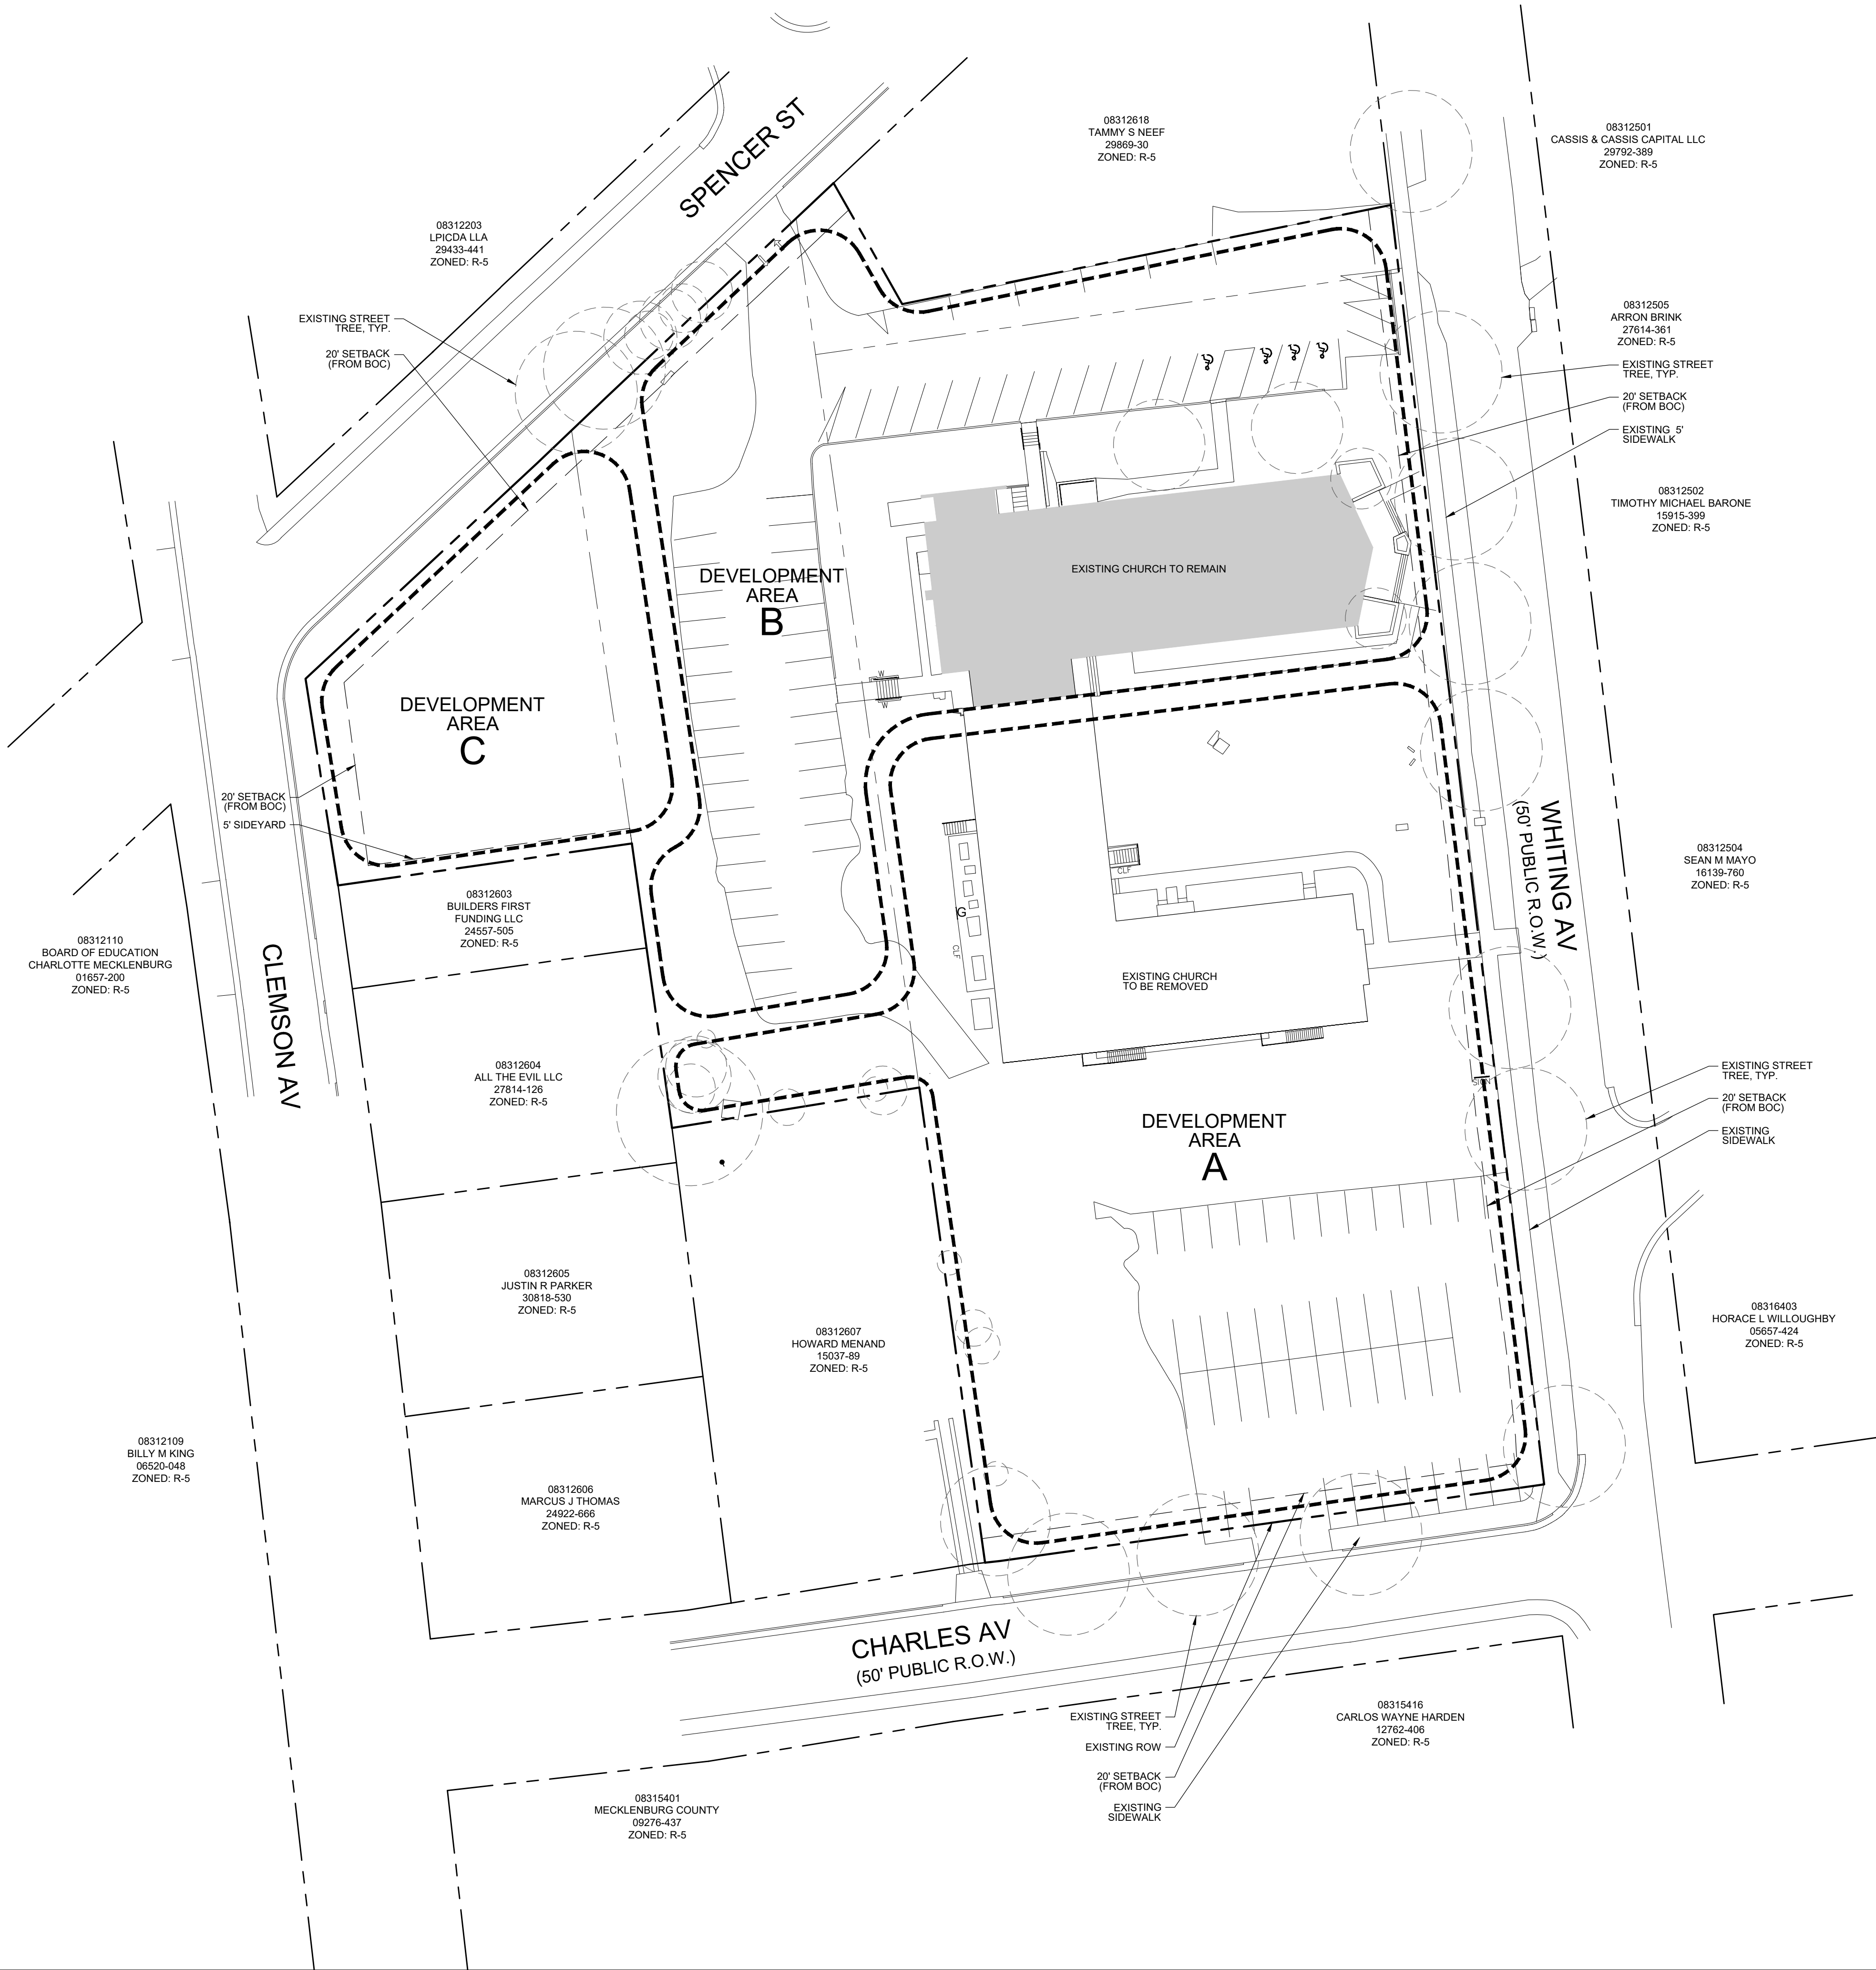 SPENCER ST
08312618
TAMMY S NEEF
29869-30
ZONED: R-5
08312501
CASSIS & CASSIS CAPITAL LLC
29792-389
ZONED: R-5
08312203
LPICDA LLA
29433-441
ZONED: R-5
EXISTING STREET
TREE, TYP.
20' SETBACK
(FROM BOC)
08312505
ARRON BRINK
27614-361
ZONED: R-5
EXISTING STREET
TREE, TYP.
20' SETBACK
(FROM BOC)
EXISTING 5'
SIDEWALK
08312502
TIMOTHY MICHAEL BARONE
15915-399
ZONED: R-5
EXISTING CHURCH TO REMAIN
DEVELOPMENT
AREA
B
W
W
DEVELOPMENT
AREA
C
20' SETBACK
(FROM BOC)
5' SIDEYARD
WHITING AV
(50' PUBLIC R.O.W.)
08312504
SEAN M MAYO
16139-760
ZONED: R-5
CLF
G
CLF
08312603
BUILDERS FIRST
FUNDING LLC
24557-505
ZONED: R-5
08312110
BOARD OF EDUCATION
CHARLOTTE MECKLENBURG
01657-200
ZONED: R-5
CLEMSON AV
EXISTING CHURCH
TO BE REMOVED
08312604
ALL THE EVIL LLC
27814-126
ZONED: R-5
SIGN
EXISTING STREET
TREE, TYP.
20' SETBACK
(FROM BOC)
EXISTING
SIDEWALK
DEVELOPMENT
AREA
A
08312605
JUSTIN R PARKER
30818-530
ZONED: R-5
08312607
HOWARD MENAND
15037-89
ZONED: R-5
08316403
HORACE L WILLOUGHBY
05657-424
ZONED: R-5
08312109
BILLY M KING
06520-048
ZONED: R-5
08312606
MARCUS J THOMAS
24922-666
ZONED: R-5
CHARLES AV
(50' PUBLIC R.O.W.)
EXISTING STREET
TREE, TYP.
EXISTING ROW
20' SETBACK
(FROM BOC)
EXISTING
SIDEWALK
08315416
CARLOS WAYNE HARDEN
12762-406
ZONED: R-5
08315401
MECKLENBURG COUNTY
09276-437
ZONED: R-5